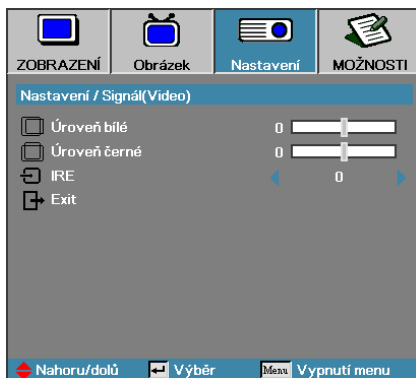 ZOBRAZENÍ Obrázek Nastavení MOŽNOSTI
Nastavení / Signál(Video)
Úroveň bílé 0
Úroveň černé 0
IRE 0
Exit
Nahoru/dolů Výběr Menu Vypnutí menu